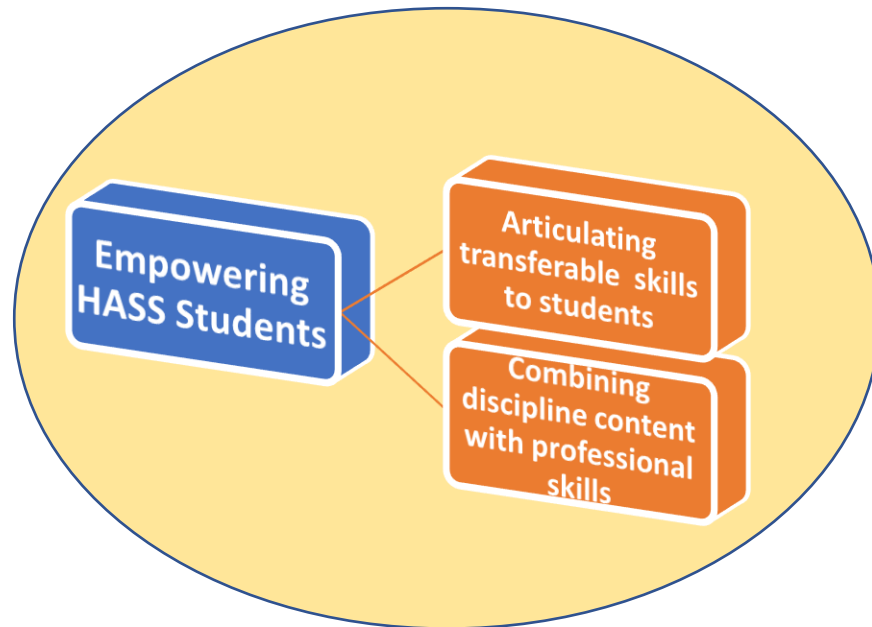 Empowering
HASS Students
Articulating
transferable skills
to students
Combining
discipline content
with professional
skills